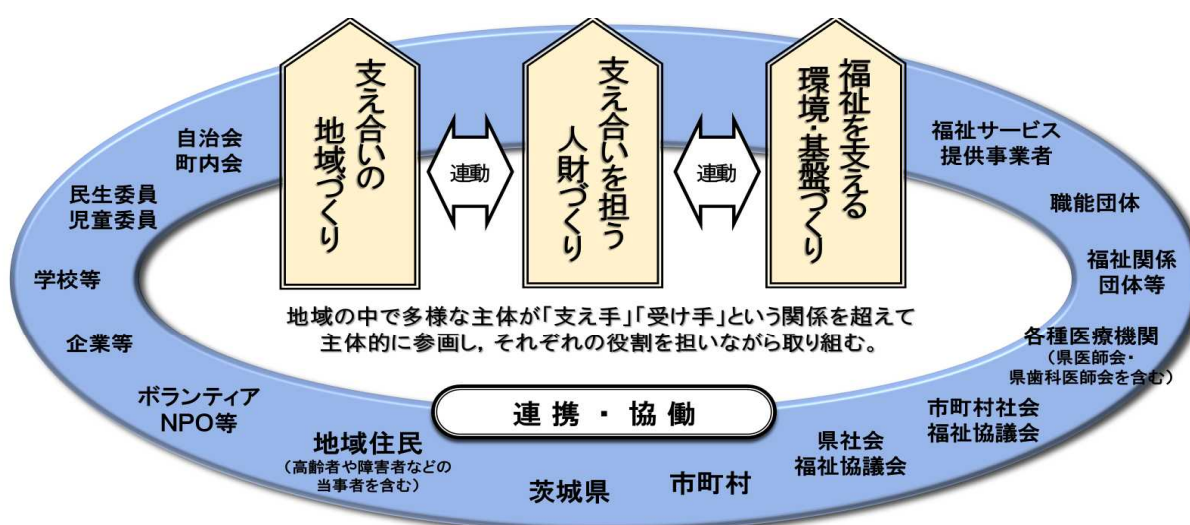 支え合いの
地域づくり
連動
支え合いを担う
人財づくり
連動
福祉を支える
環境・基盤づくり
自治会
町内会
民生委員
児童委員
学校等
企業等
ボランティア
NPO等
地域住民
（高齢者や障害者などの
当事者を含む）
茨城県
市町村
県社会
福祉協議会
市町村社会
福祉協議会
各種医療機関
（県医師会・
県歯科医師会を含む）
福祉関係
団体等
職能団体
福祉サービス
提供事業者
地域の中で多様な主体が「支え手」「受け手」という関係を超えて
主体的に参画し，それぞれの役割を担いながら取り組む。
連携・協働